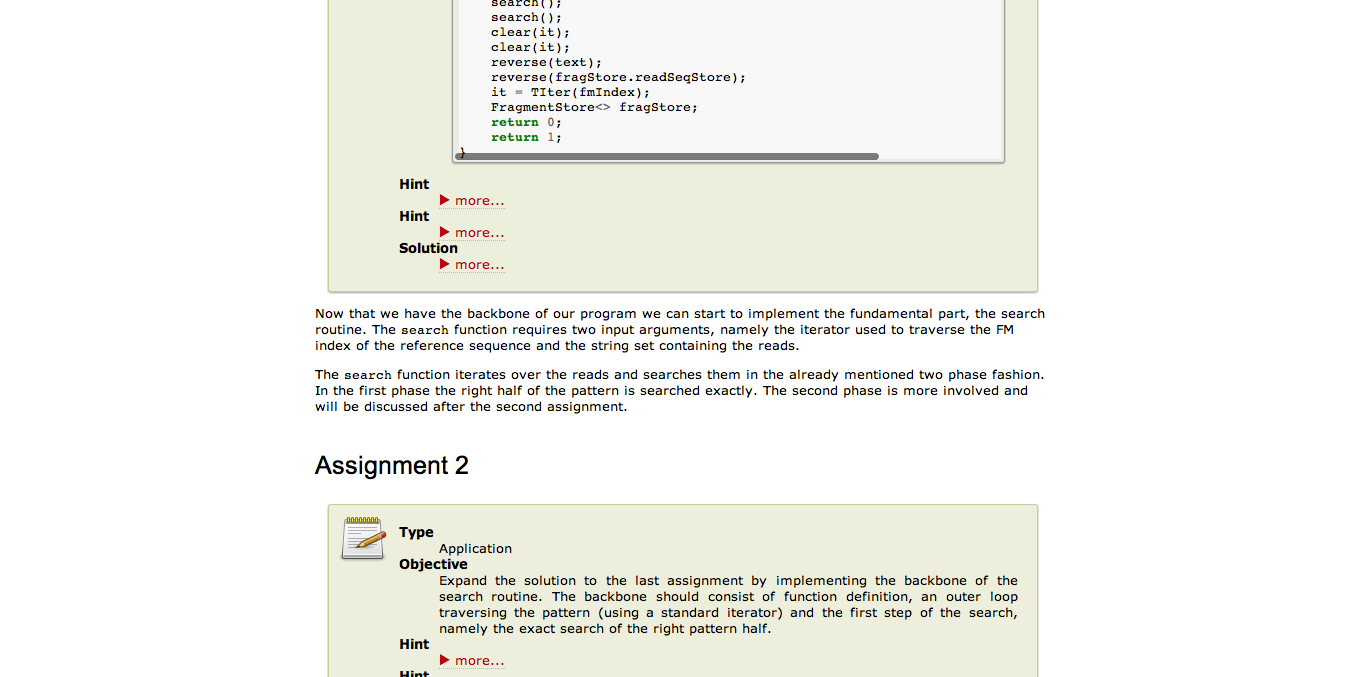 search();
search();
clear(it);
clear(it);
reverse(text);
reverse(fragStore.readSeqStore);
it = TIter(fmIndex);
FragmentStore<> fragStore;
return 0;
return 1;
}
Hint
more...
Hint
more...
Solution
more...
Now that we have the backbone of our program we can start to implement the fundamental part, the search
routine. The search function requires two input arguments, namely the iterator used to traverse the FM
index of the reference sequence and the string set containing the reads.
The search function iterates over the reads and searches them in the already mentioned two phase fashion.
In the first phase the right half of the pattern is searched exactly. The second phase is more involved and
will be discussed after the second assignment.
Assignment 2
Type
Application
Objective
Expand the solution to the last assignment by implementing the backbone of the
search routine. The backbone should consist of function definition, an outer loop
traversing the pattern (using a standard iterator) and the first step of the search,
namely the exact search of the right pattern half.
Hint
more...
Hint